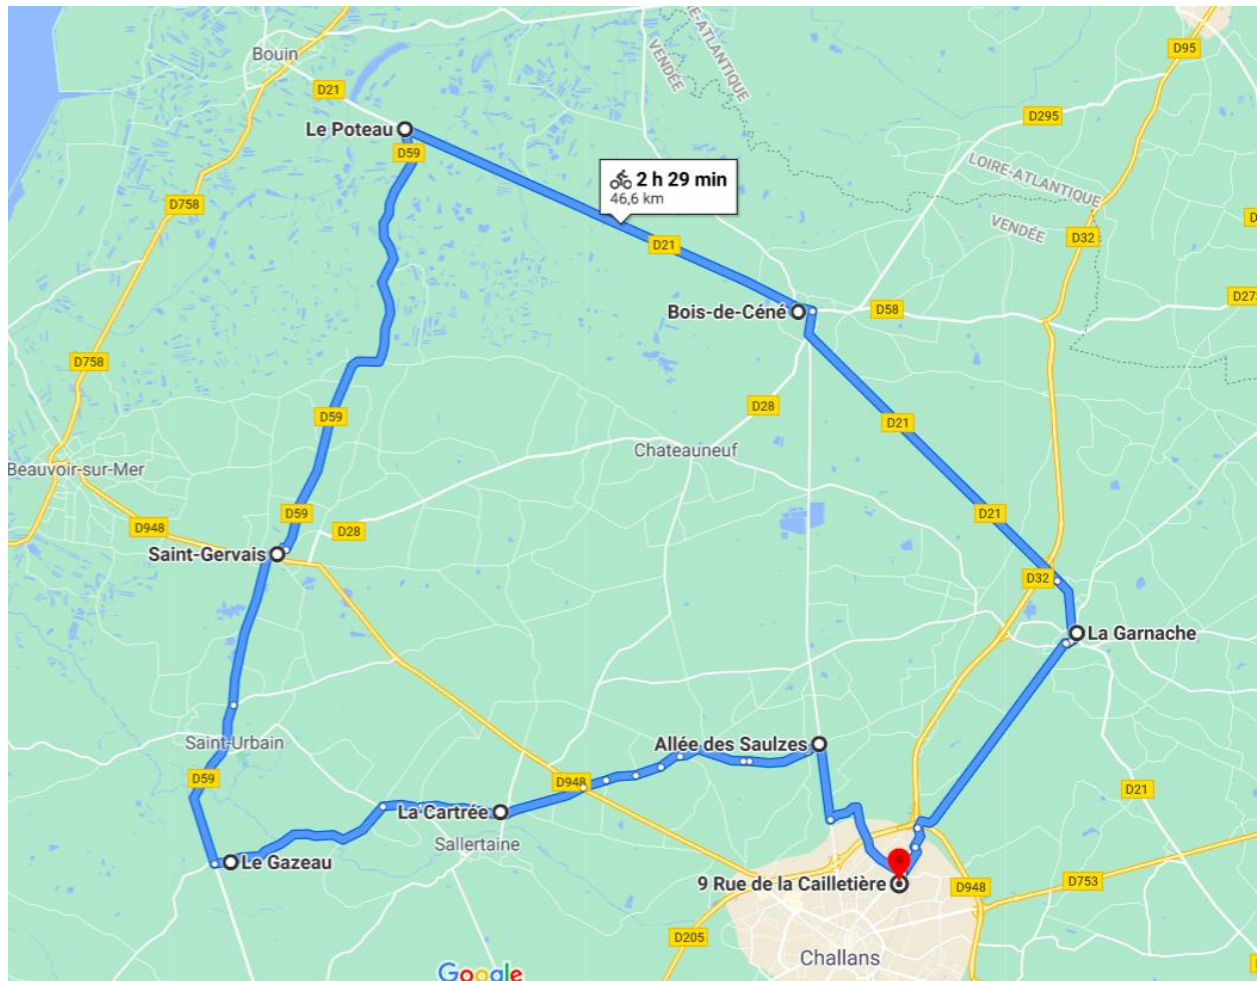 Bouin
D21
Le Poteau
D59
VENDÉE
D95
D295
LOIRE-ATLANTIQUE
VENDÉE
2 h 29 min
46,6 km
D758
D32
D21
Bois-de-Céné
D58
D758
D28
D59
D21
Chateauneuf
Beauvoir-sur-Mer
D59
D21
D948
D28
Saint-Gervais
D32
La Garnache
Saint-Urbain
Allée des Saulzes
D59
D948
D21
La Cartrée
Sallertaine
Le Gazeau
9 Rue de la Cailletière
D948
D753
D205
Challans
Google